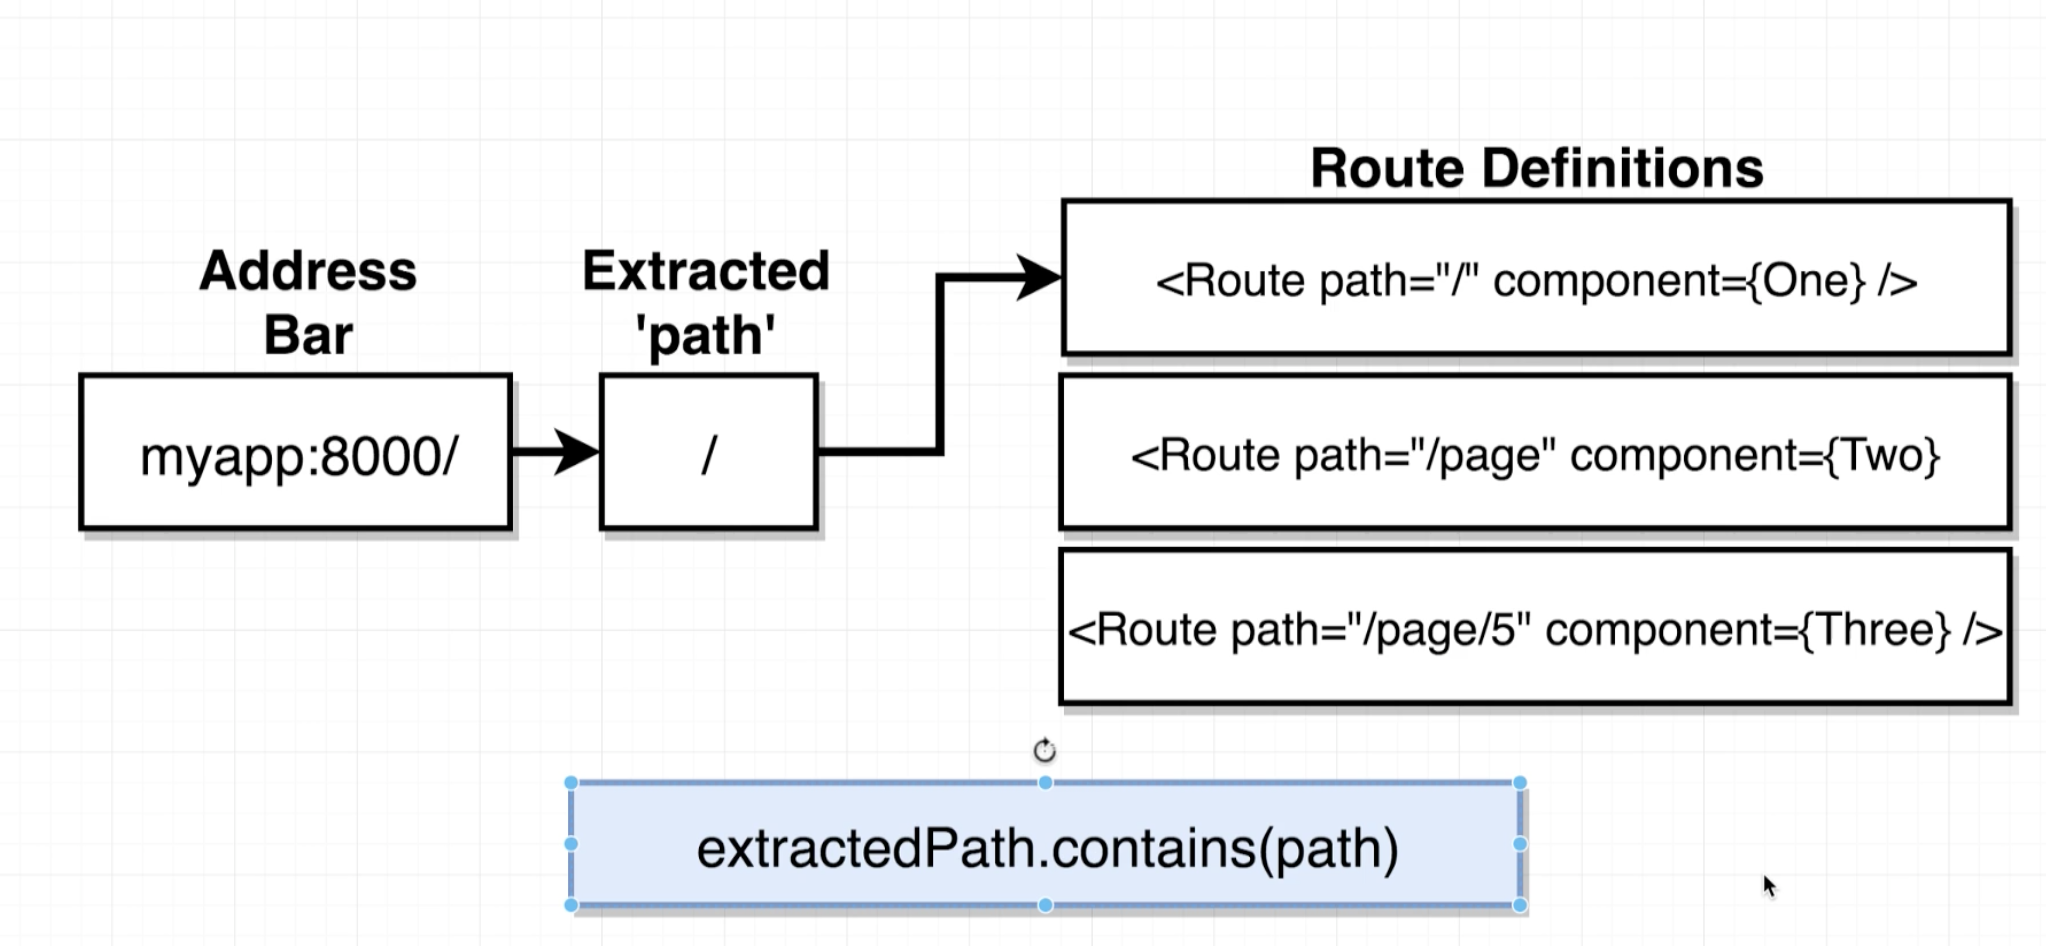 Route Definitions
<Route path="/" component={One} />
Address
Bar
Extracted
'path'
myapp:8000/
/
<Route path="/page" component={Two}
<Route path="/page/5" component={Three} />
extractedPath.contains(path)